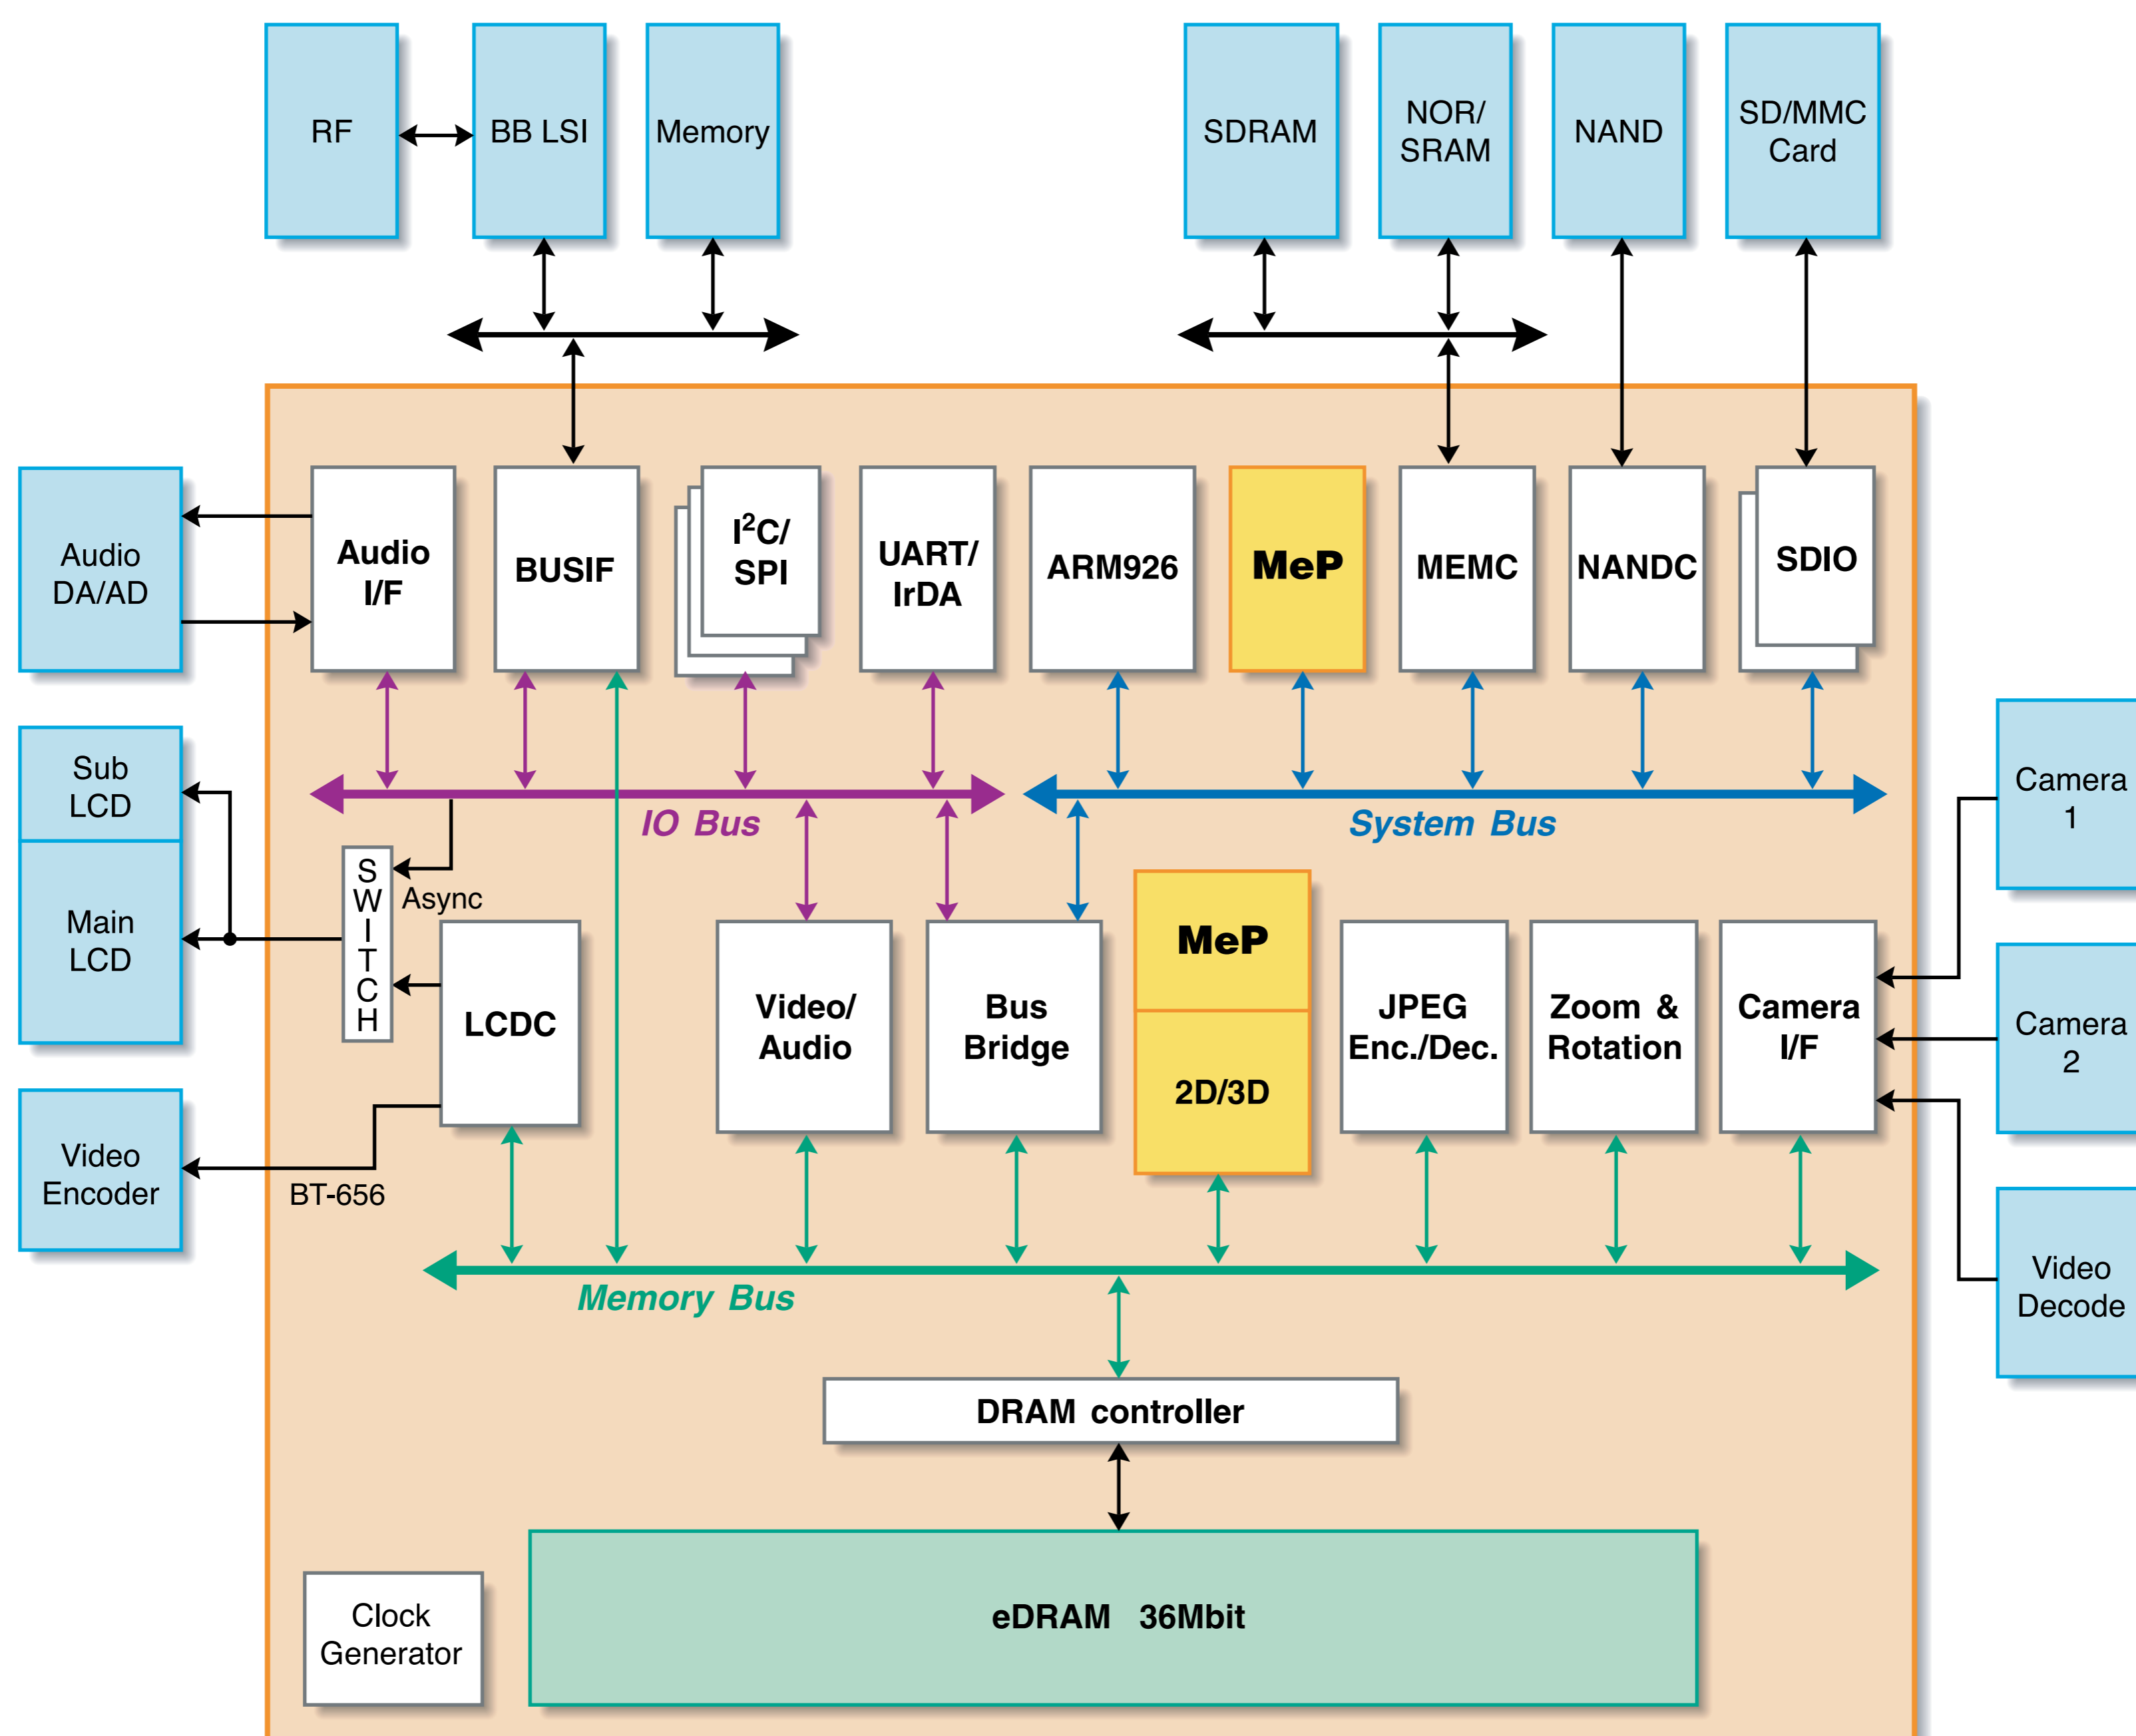 RF
BB LSI
Memory
SDRAM
NOR/
SRAM
NAND
SD/MMC
Card
Audio
DA/AD
Audio
I/F
BUSIF
I²C/
SPI
UART/
IrDA
ARM926
MeP
MEMC
NANDC
SDIO
IO Bus
System Bus
Sub
LCD
Main
LCD
SWITCH
Async
LCDC
Video/
Audio
Bus
Bridge
MeP
2D/3D
JPEG
Enc./Dec.
Zoom &
Rotation
Camera
I/F
Camera
1
Camera
2
Video
Decode
Video
Encoder
BT-656
Memory Bus
DRAM controller
eDRAM 36Mbit
Clock
Generator